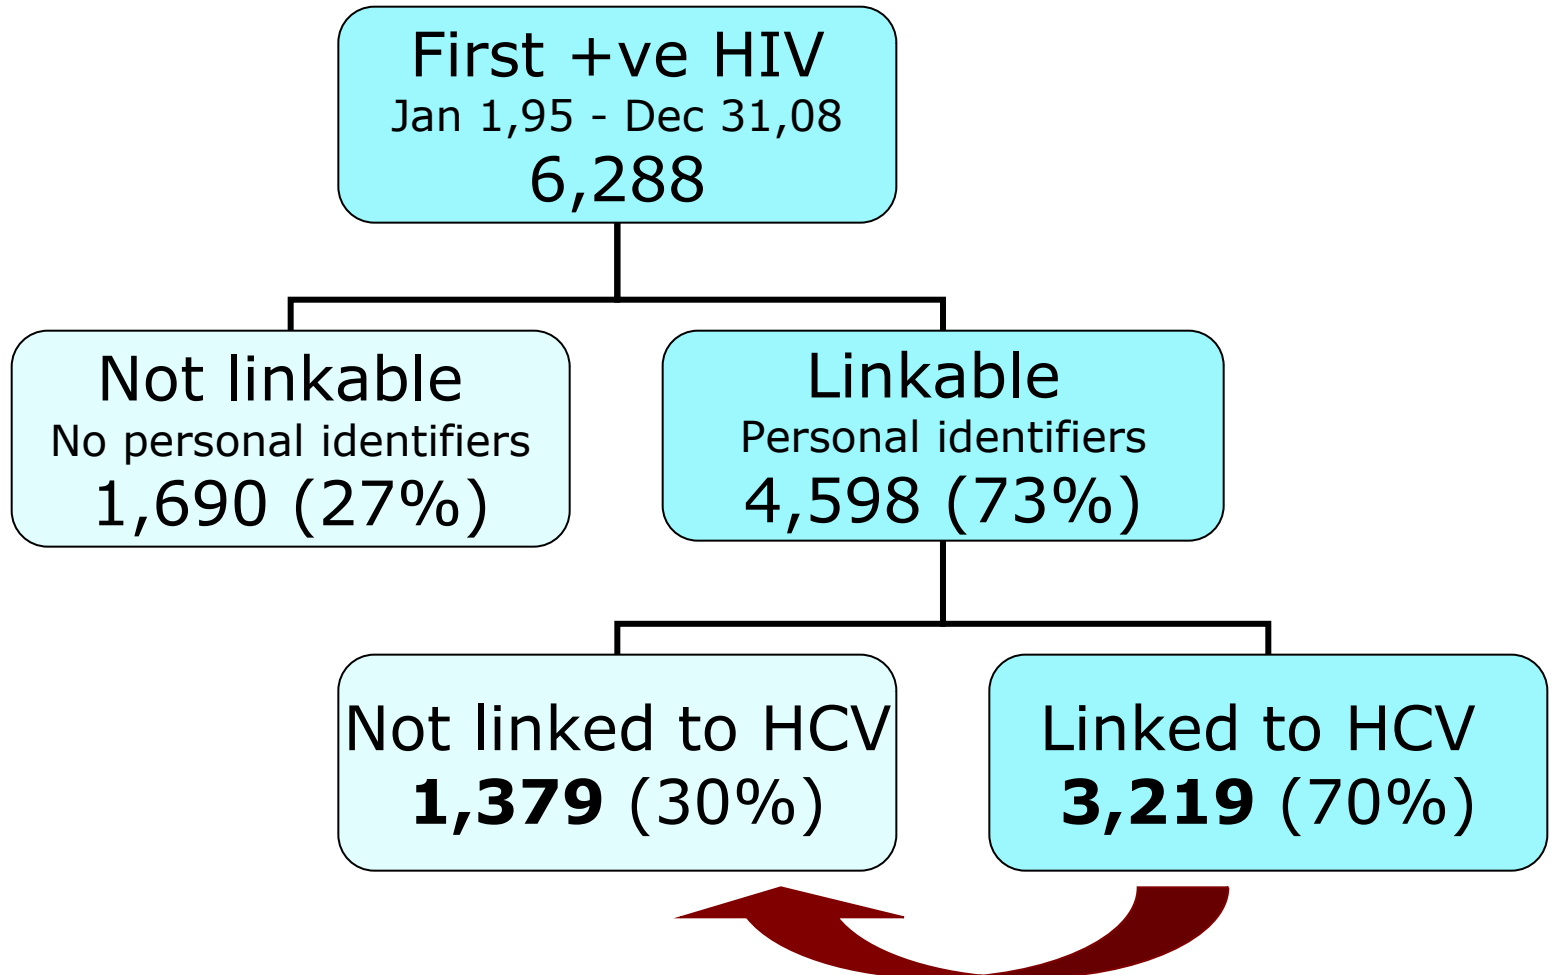 First +ve HIV
Jan 1,95 - Dec 31,08
6,288
Not linkable
No personal identifiers
1,690 (27%)
Linkable
Personal identifiers
4,598 (73%)
Not linked to HCV
1,379 (30%)
Linked to HCV
3,219 (70%)